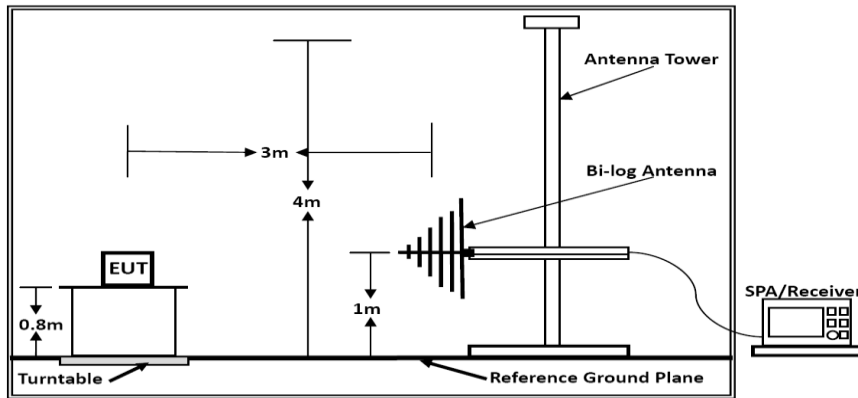 Antenna Tower
3m
Bi-log Antenna
4m
EUT
SPA/Receiver
0.8m
1m
Turntable
Reference Ground Plane